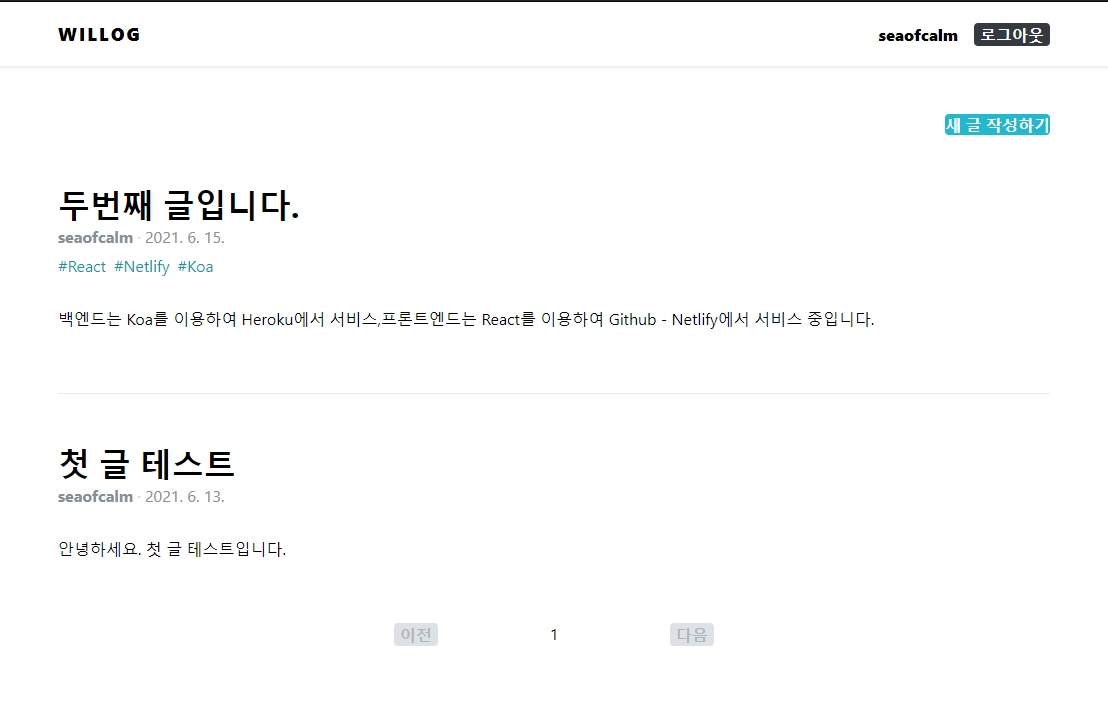 WILLOG
seaofcalm 로그아웃
새 글 작성하기
두번째 글입니다.
seaofcalm · 2021. 6. 15.
#React #Netlify #Koa
백엔드는 Koa를 이용하여 Heroku에서 서비스,프론트엔드는 React를 이용하여 Github - Netlify에서 서비스 중입니다.
첫 글 테스트
seaofcalm · 2021. 6. 13.
안녕하세요. 첫 글 테스트입니다.
이전 1 다음